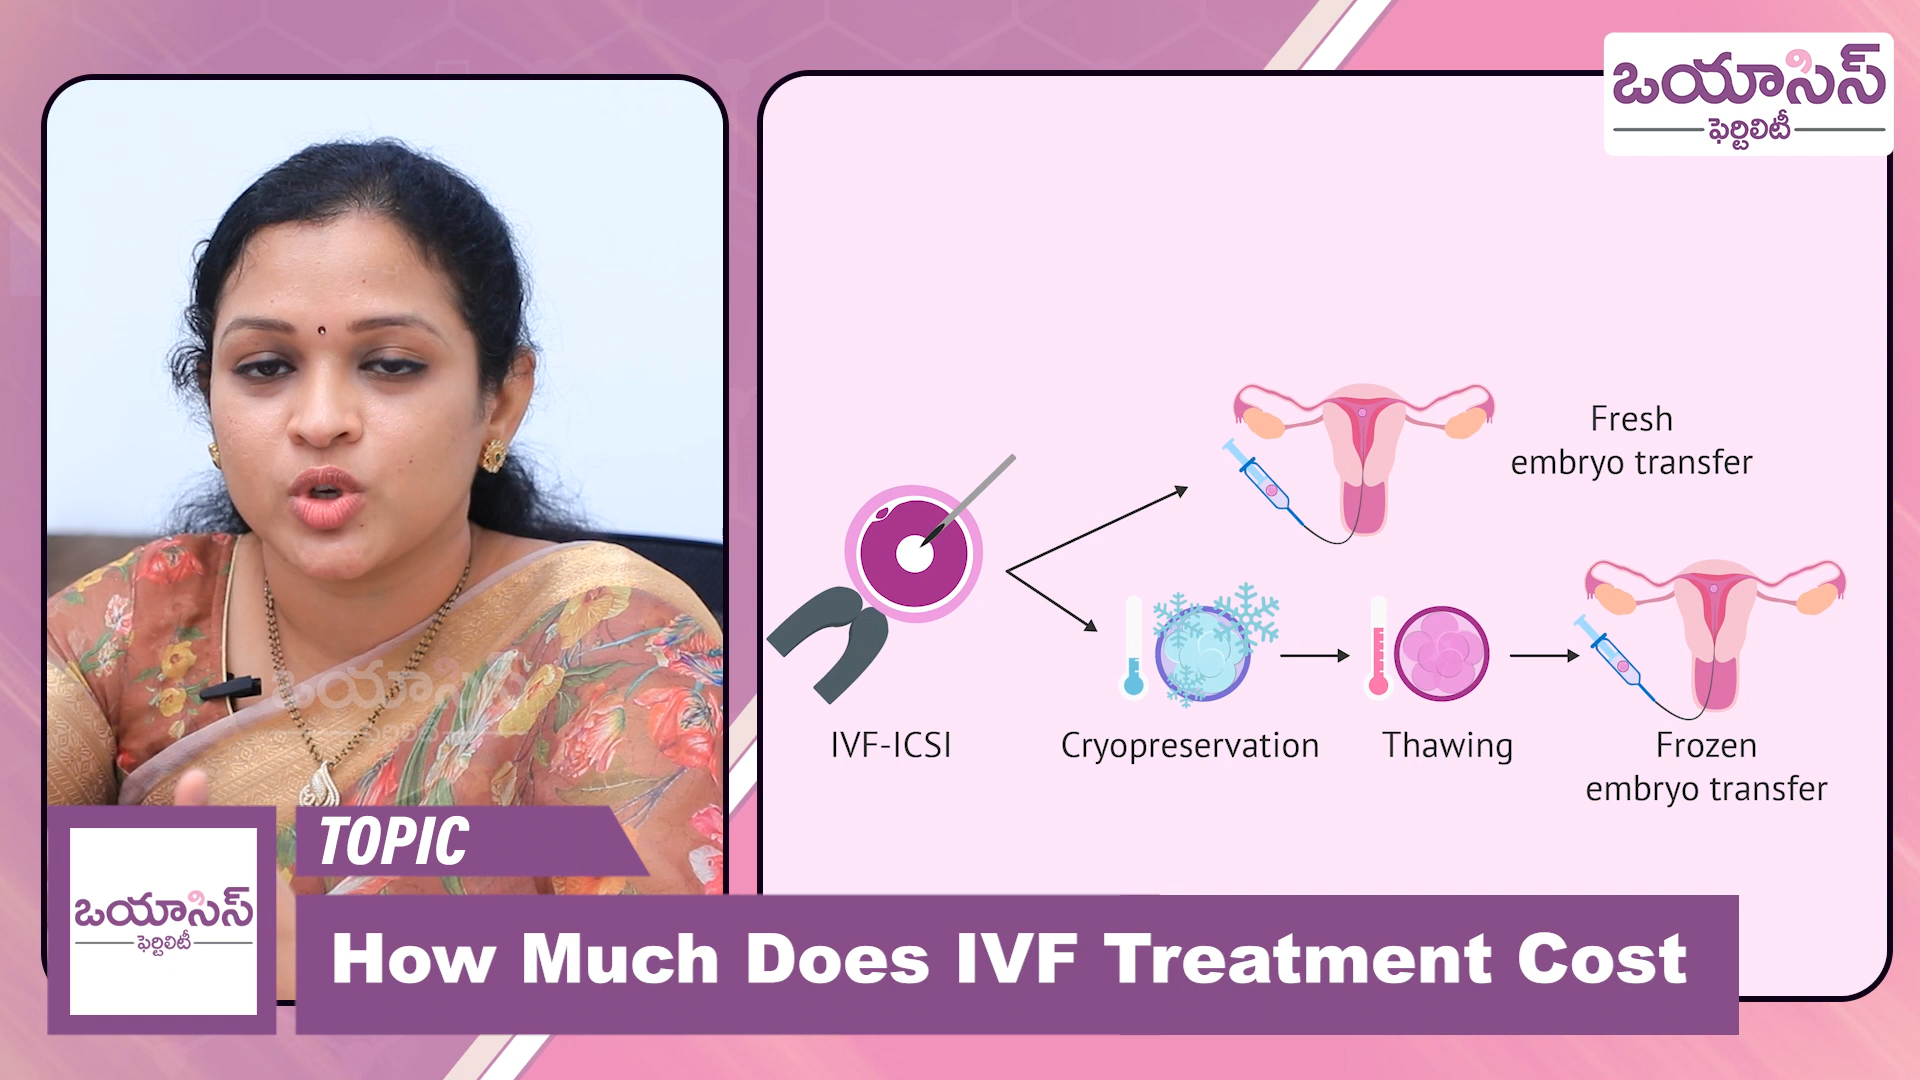 ఒయాసిస్
ఫెర్టిలిటీ
Fresh
embryo transfer
IVF-ICSI
Cryopreservation
Thawing
Frozen
embryo transfer
ఒయాసిస్
TOPIC
ఒయాసిస్
ఫెర్టిలిటీ
How Much Does IVF Treatment Cost